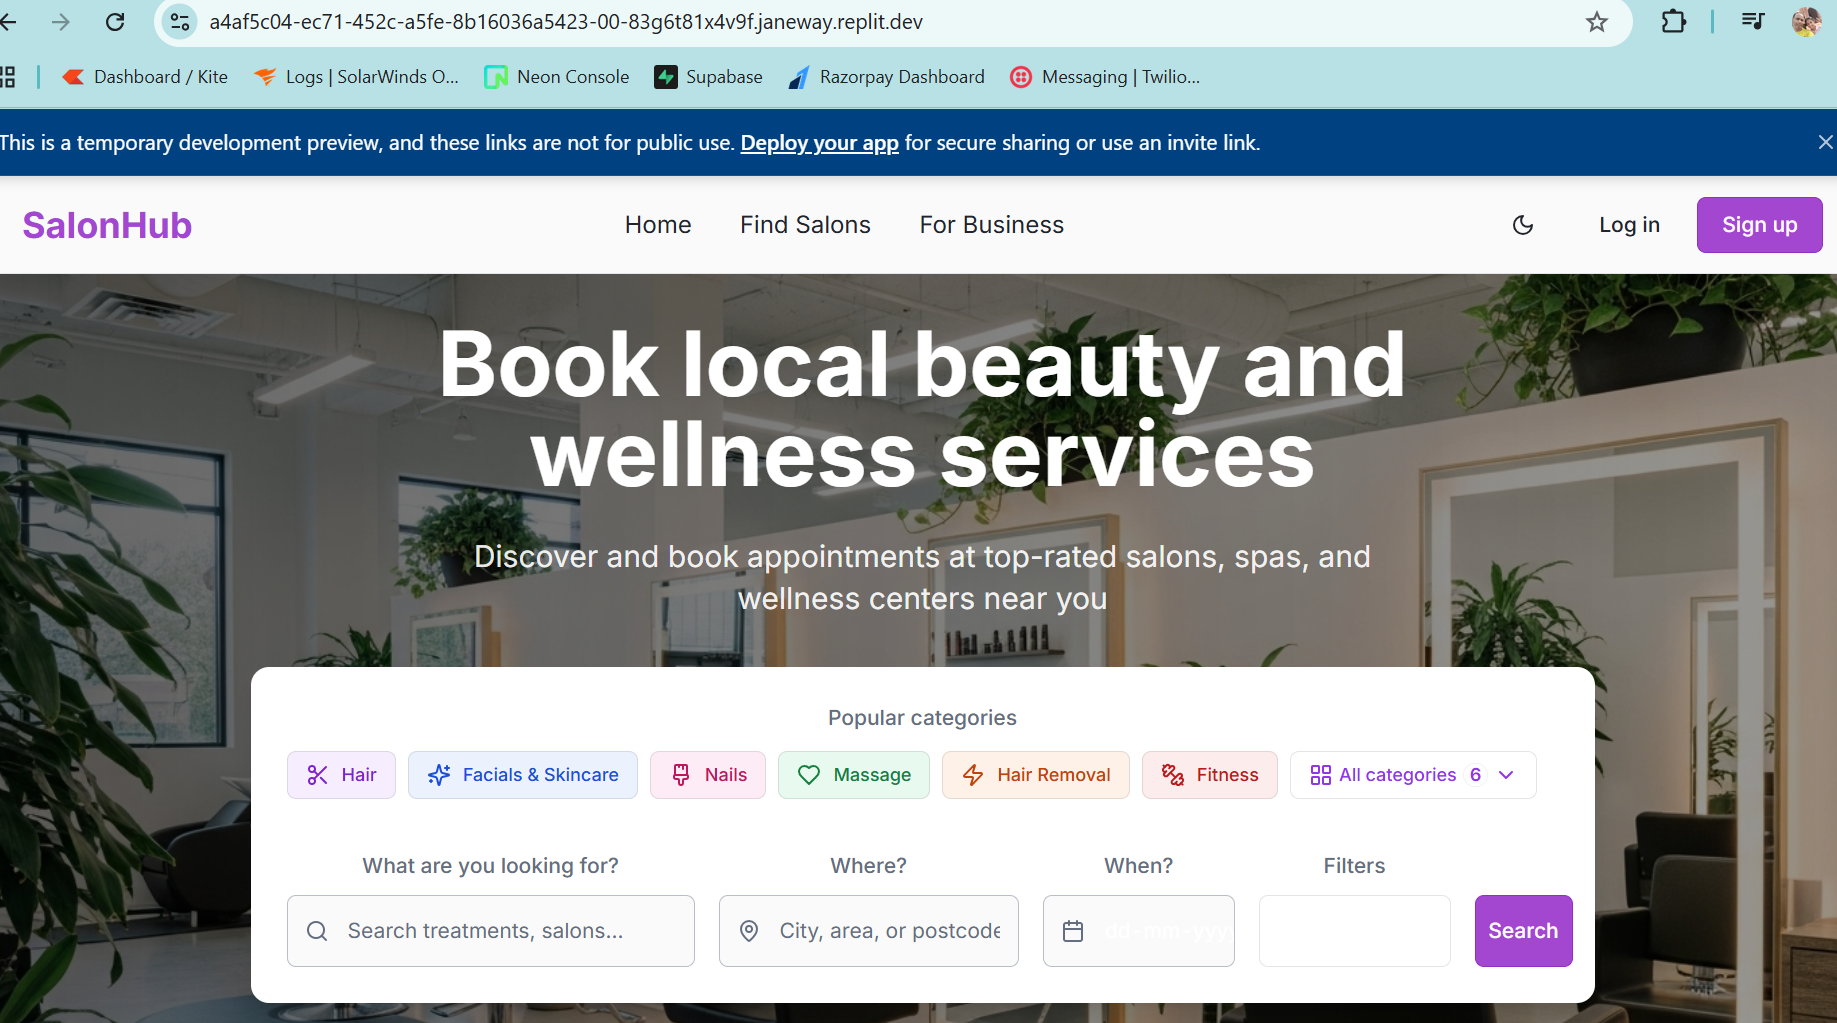 a4af5c04-ec71-452c-a5fe-8b16036a5423-00-83g6t81x4v9f.janeway.replit.dev
Dashboard / Kite
Logs | SolarWinds O...
Neon Console
Supabase
Razorpay Dashboard
Messaging | Twilio...
This is a temporary development preview, and these links are not for public use. Deploy your app for secure sharing or use an invite link.
SalonHub
Home
Find Salons
For Business
Log in
Sign up
Book local beauty and
wellness services
Discover and book appointments at top-rated salons, spas, and
wellness centers near you
Popular categories
Hair
Facials & Skincare
Nails
Massage
Hair Removal
Fitness
All categories 6
What are you looking for?
Where?
When?
Filters
Search treatments, salons...
City, area, or postcode
dd-mm-yyy
Search